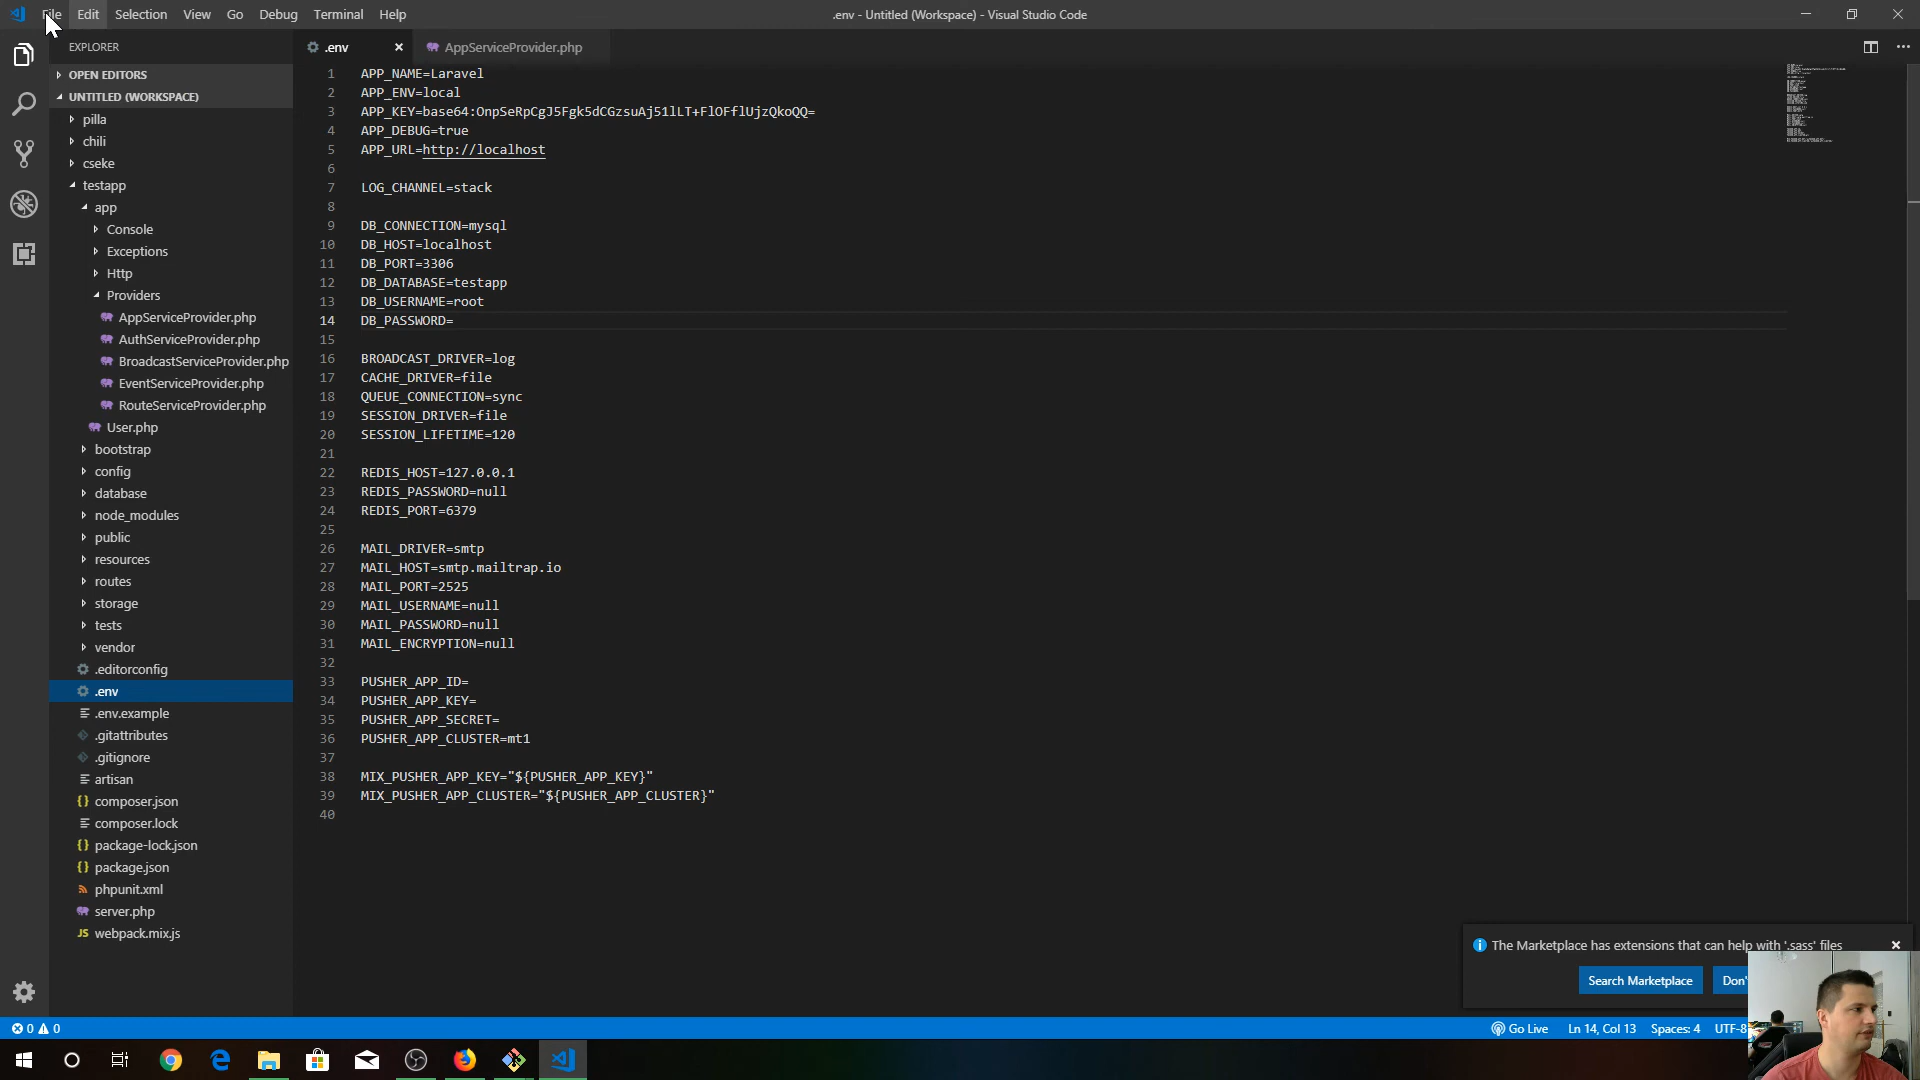 File Edit Selection View Go Debug Terminal Help
.env - Untitled (Workspace) - Visual Studio Code
EXPLORER
OPEN EDITORS
UNTITLED (WORKSPACE)
pilla
chili
cseke
testapp
app
Console
Exceptions
Http
Providers
AppServiceProvider.php
AuthServiceProvider.php
BroadcastServiceProvider.php
EventServiceProvider.php
RouteServiceProvider.php
User.php
bootstrap
config
database
node_modules
public
resources
routes
storage
tests
vendor
.editorconfig
.env
.env.example
.gitattributes
.gitignore
artisan
composer.json
composer.lock
package-lock.json
package.json
phpunit.xml
server.php
JS webpack.mix.js
.env
AppServiceProvider.php
1 APP_NAME=Laravel
2 APP_ENV=local
3 APP_KEY=base64:OnpSeRpCgJ5Fgk5dCGzsuAj51lLT+FlOFflUjzQkoQQ=
4 APP_DEBUG=true
5 APP_URL=http://localhost
6
7 LOG_CHANNEL=stack
8
9 DB_CONNECTION=mysql
10 DB_HOST=localhost
11 DB_PORT=3306
12 DB_DATABASE=testapp
13 DB_USERNAME=root
14 DB_PASSWORD=
15
16 BROADCAST_DRIVER=log
17 CACHE_DRIVER=file
18 QUEUE_CONNECTION=sync
19 SESSION_DRIVER=file
20 SESSION_LIFETIME=120
21
22 REDIS_HOST=127.0.0.1
23 REDIS_PASSWORD=null
24 REDIS_PORT=6379
25
26 MAIL_DRIVER=smtp
27 MAIL_HOST=smtp.mailtrap.io
28 MAIL_PORT=2525
29 MAIL_USERNAME=null
30 MAIL_PASSWORD=null
31 MAIL_ENCRYPTION=null
32
33 PUSHER_APP_ID=
34 PUSHER_APP_KEY=
35 PUSHER_APP_SECRET=
36 PUSHER_APP_CLUSTER=mt1
37
38 MIX_PUSHER_APP_KEY="${PUSHER_APP_KEY}"
39 MIX_PUSHER_APP_CLUSTER="${PUSHER_APP_CLUSTER}"
40
The Marketplace has extensions that can help with '.sass' files
Search Marketplace Don'
0 0
Go Live Ln 14, Col 13 Spaces: 4 UTF-8